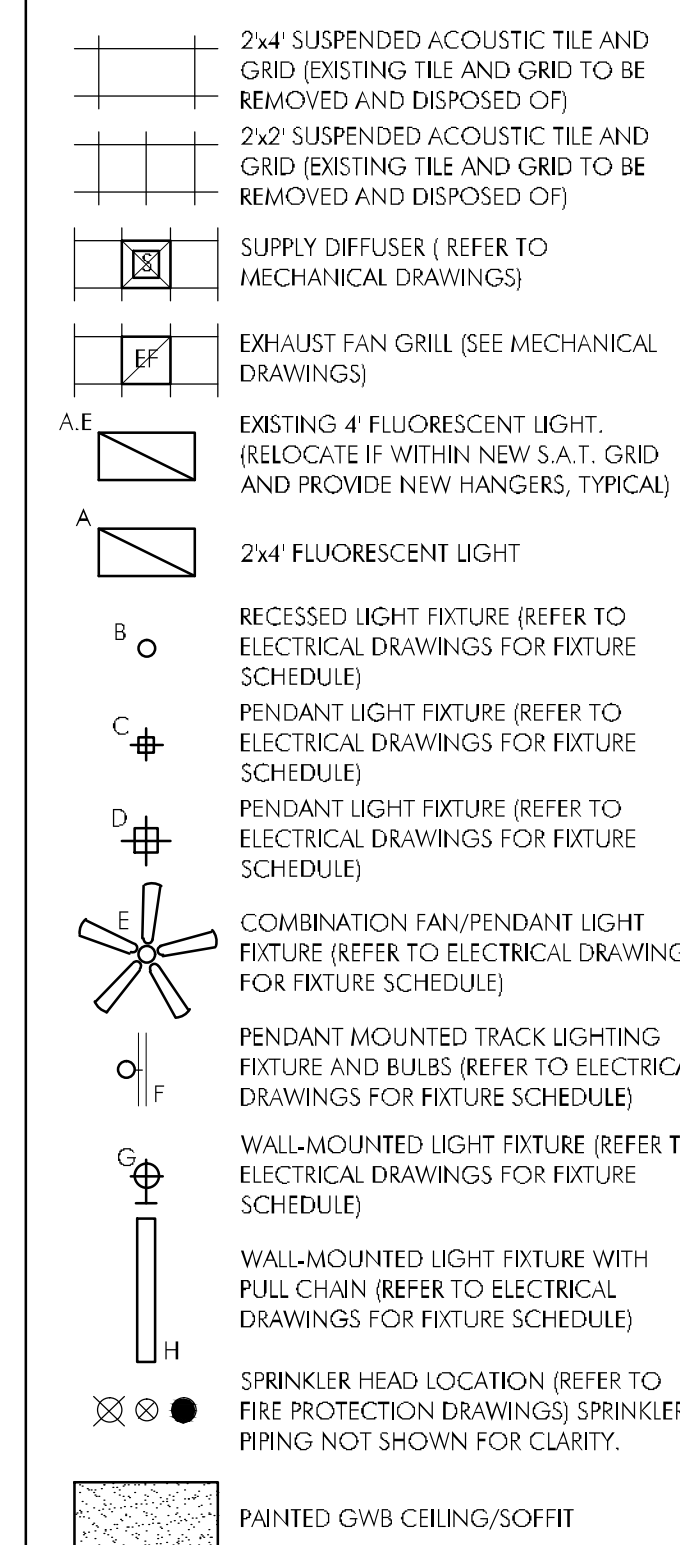 2'x4' SUSPENDED ACOUSTIC TILE AND
GRID (EXISTING TILE AND GRID TO BE
REMOVED AND DISPOSED OF)
2'x2' SUSPENDED ACOUSTIC TILE AND
GRID (EXISTING TILE AND GRID TO BE
REMOVED AND DISPOSED OF)
S
SUPPLY DIFFUSER ( REFER TO
MECHANICAL DRAWINGS)
EF
EXHAUST FAN GRILL (SEE MECHANICAL
DRAWINGS)
A.E
EXISTING 4' FLUORESCENT LIGHT.
(RELOCATE IF WITHIN NEW S.A.T. GRID
AND PROVIDE NEW HANGERS, TYPICAL)
A
2'x4' FLUORESCENT LIGHT
B
RECESSED LIGHT FIXTURE (REFER TO
ELECTRICAL DRAWINGS FOR FIXTURE
SCHEDULE)
C
PENDANT LIGHT FIXTURE (REFER TO
ELECTRICAL DRAWINGS FOR FIXTURE
SCHEDULE)
D
PENDANT LIGHT FIXTURE (REFER TO
ELECTRICAL DRAWINGS FOR FIXTURE
SCHEDULE)
E
COMBINATION FAN/PENDANT LIGHT
FIXTURE (REFER TO ELECTRICAL DRAWING
FOR FIXTURE SCHEDULE)
F
PENDANT MOUNTED TRACK LIGHTING
FIXTURE AND BULBS (REFER TO ELECTRICA
DRAWINGS FOR FIXTURE SCHEDULE)
G
WALL-MOUNTED LIGHT FIXTURE (REFER T
ELECTRICAL DRAWINGS FOR FIXTURE
SCHEDULE)
H
WALL-MOUNTED LIGHT FIXTURE WITH
PULL CHAIN (REFER TO ELECTRICAL
DRAWINGS FOR FIXTURE SCHEDULE)
SPRINKLER HEAD LOCATION (REFER TO
FIRE PROTECTION DRAWINGS) SPRINKLER
PIPING NOT SHOWN FOR CLARITY.
PAINTED GWB CEILING/SOFFIT